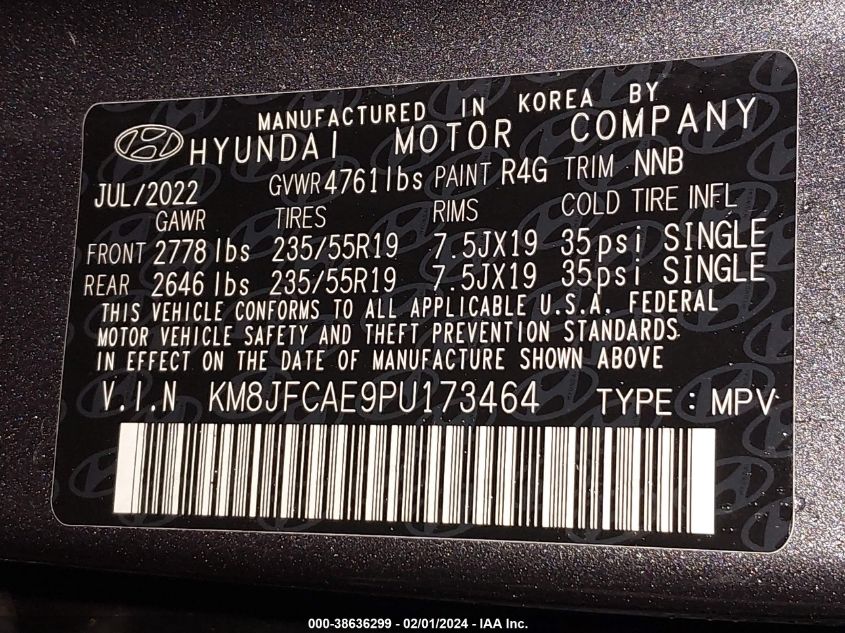 MANUFACTURED IN KOREA BY
HYUNDAI MOTOR COMPANY
JUL/2022 GVWR 4761 lbs PAINT R4G TRIM NNB
GAWR TIRES RIMS COLD TIRE INFL
FRONT 2778 lbs 235/55R19 7.5JX19 35psi SINGLE
REAR 2646 lbs 235/55R19 7.5JX19 35psi SINGLE
THIS VEHICLE CONFORMS TO ALL APPLICABLE U.S.A. FEDERAL
MOTOR VEHICLE SAFETY AND THEFT PREVENTION STANDARDS
IN EFFECT ON THE DATE OF MANUFACTURE SHOWN ABOVE
V.I.N KM8JFCAE9PU173464 TYPE : MPV
000-38636299 - 02/01/2024 - IAA Inc.